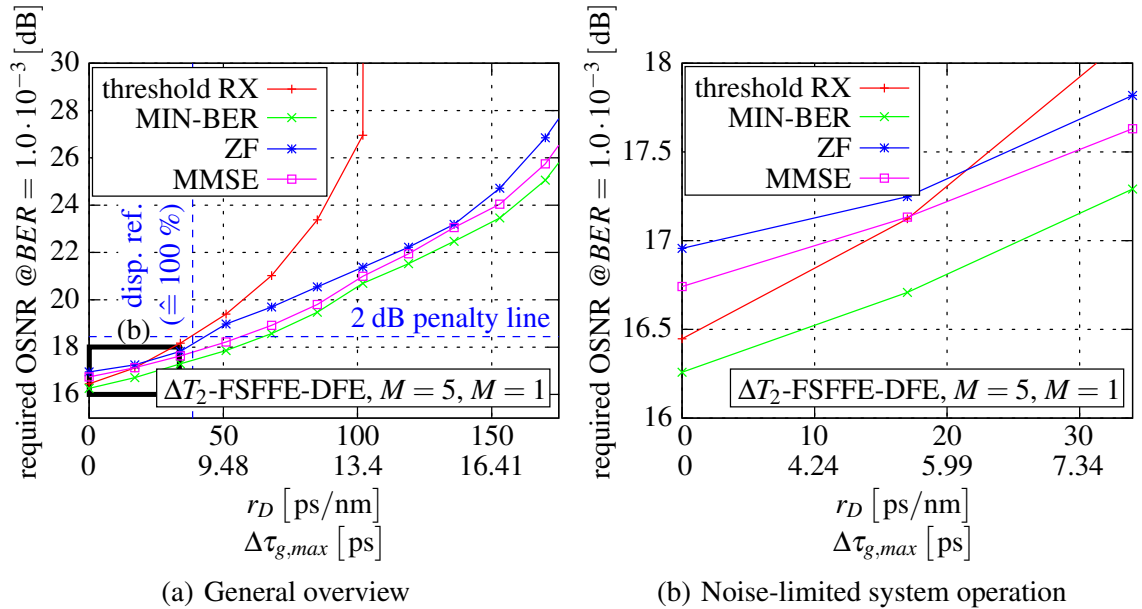 required OSNR @BER = 1.0 · 10⁻³ [dB]
30
28
26
24
22
20
18
16
threshold RX
MIN-BER
ZF
MMSE
disp. ref.
(≙ 100 %)
(b)
2 dB penalty line
ΔT₂-FSFFE-DFE, M = 5, M = 1
0 50 100 150
0 9.48 13.4 16.41
r_D [ps/nm]
Δτ_g,max [ps]
(a) General overview
required OSNR @BER = 1.0 · 10⁻³ [dB]
18
17.5
17
16.5
16
threshold RX
MIN-BER
ZF
MMSE
ΔT₂-FSFFE-DFE, M = 5, M = 1
0 10 20 30
0 4.24 5.99 7.34
r_D [ps/nm]
Δτ_g,max [ps]
(b) Noise-limited system operation